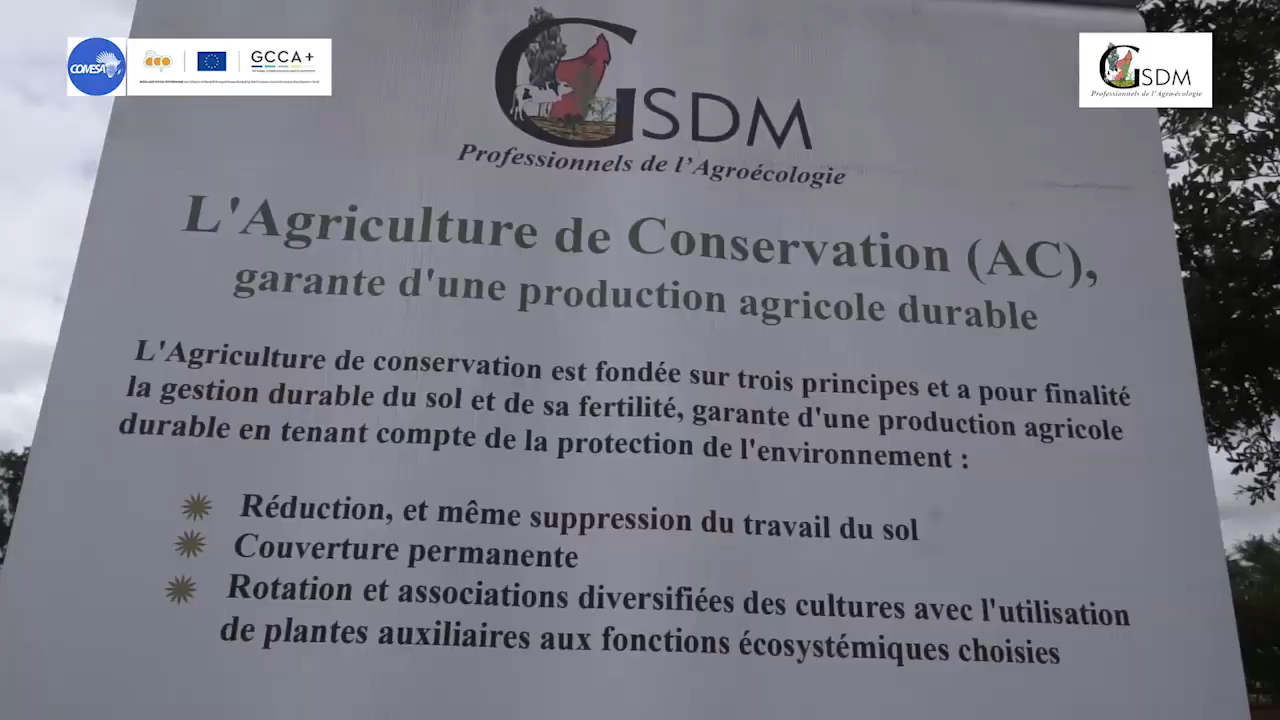 COMESA
GCCA+
GSDM
Professionnels de l'Agro-écologie
GSDM
Professionnels de l'Agroécologie
L'Agriculture de Conservation (AC),
garante d'une production agricole durable
L'Agriculture de conservation est fondée sur trois principes et a pour finalité
la gestion durable du sol et de sa fertilité, garante d'une production agricole
durable en tenant compte de la protection de l'environnement :
Réduction, et même suppression du travail du sol
Couverture permanente
Rotation et associations diversifiées des cultures avec l'utilisation
de plantes auxiliaires aux fonctions écosystémiques choisies